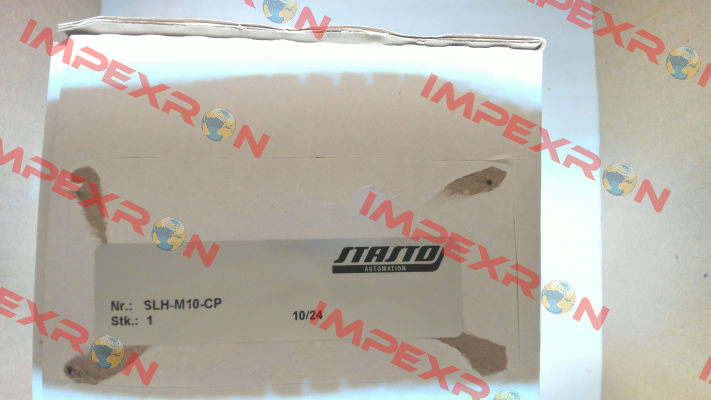 STASTO
AUTOMATION
Nr.: SLH-M10-CP
Stk.: 1 10/24
IMPEXRON
IMPEXRON
IMPEXRON
IMPEXRON
IMPEXRON
IMPEXRON
IMPEXRON
IMPEXRON